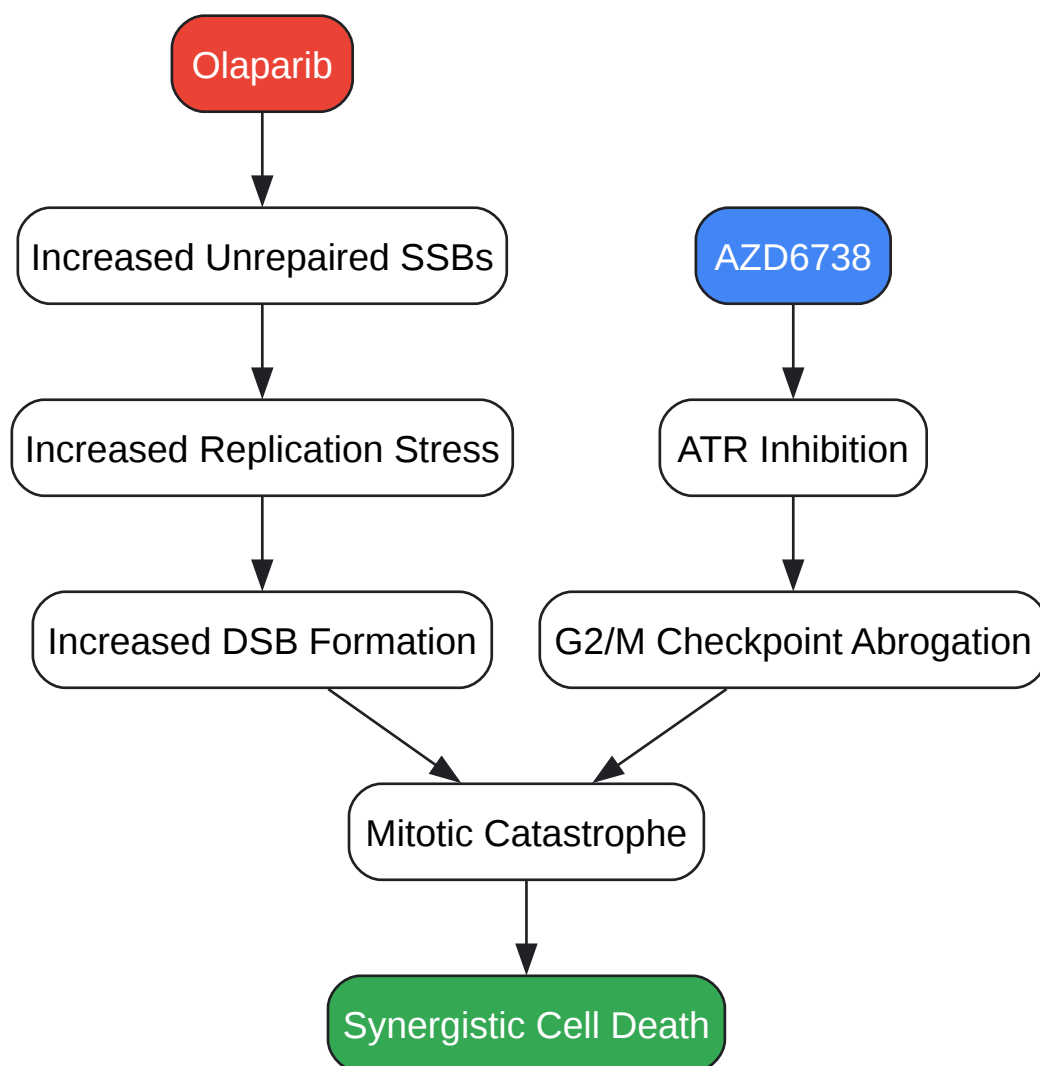 Olaparib
Increased Unrepaired SSBs
AZD6738
Increased Replication Stress
ATR Inhibition
Increased DSB Formation
G2/M Checkpoint Abrogation
Mitotic Catastrophe
Synergistic Cell Death